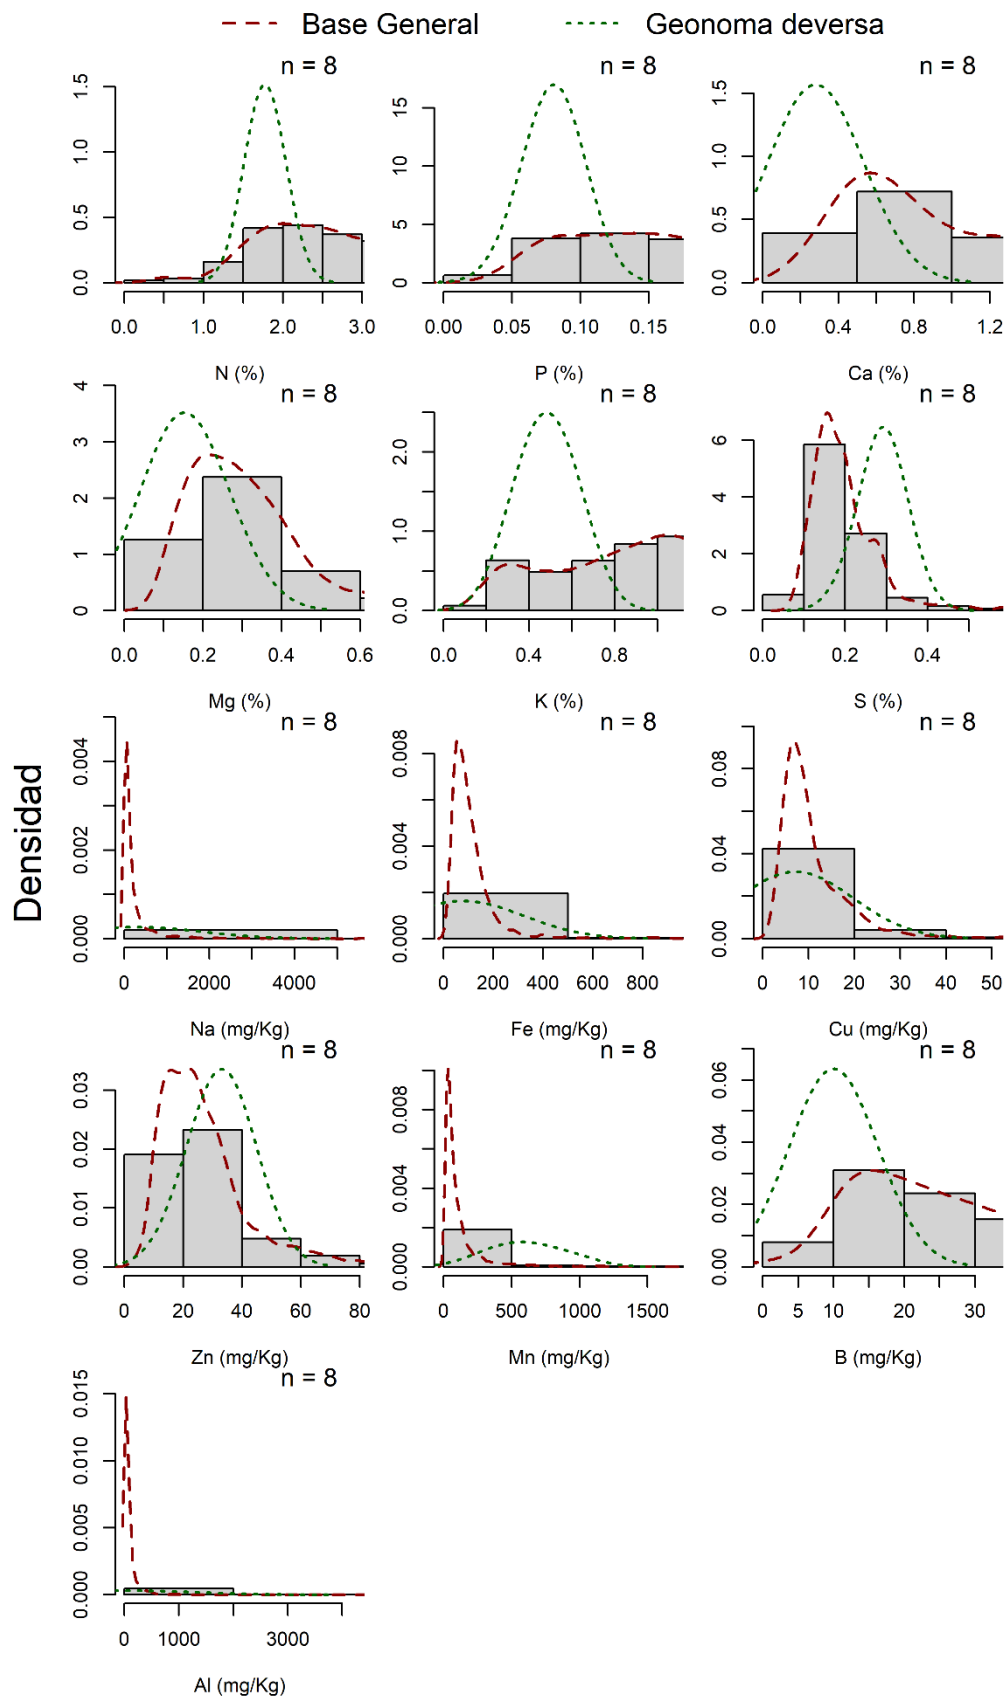 Base General Geonoma deversa
n = 8 n = 8 n = 8
0.0 0.5 1.0 1.5
0 5 10 15
0.0 0.5 1.0 1.5
0.0 1.0 2.0 3.0
0.00 0.05 0.10 0.15
0.0 0.4 0.8 1.2
N (%) P (%) Ca (%)
n = 8 n = 8 n = 8
0 1 2 3 4
0.0 1.0 2.0
0 2 4 6
0.0 0.2 0.4 0.6
0.0 0.4 0.8
0.0 0.2 0.4
Mg (%) K (%) S (%)
n = 8 n = 8 n = 8
Densidad
0.000 0.002 0.004
0.000 0.004 0.008
0.00 0.04 0.08
0 2000 4000
0 200 400 600 800
0 10 20 30 40 50
Na (mg/Kg) Fe (mg/Kg) Cu (mg/Kg)
n = 8 n = 8 n = 8
0.00 0.01 0.02 0.03
0.000 0.004 0.008
0.00 0.02 0.04 0.06
0 20 40 60 80
0 500 1000 1500
0 5 10 20 30
Zn (mg/Kg) Mn (mg/Kg) B (mg/Kg)
n = 8
0.000 0.005 0.010 0.015
0 1000 3000
Al (mg/Kg)